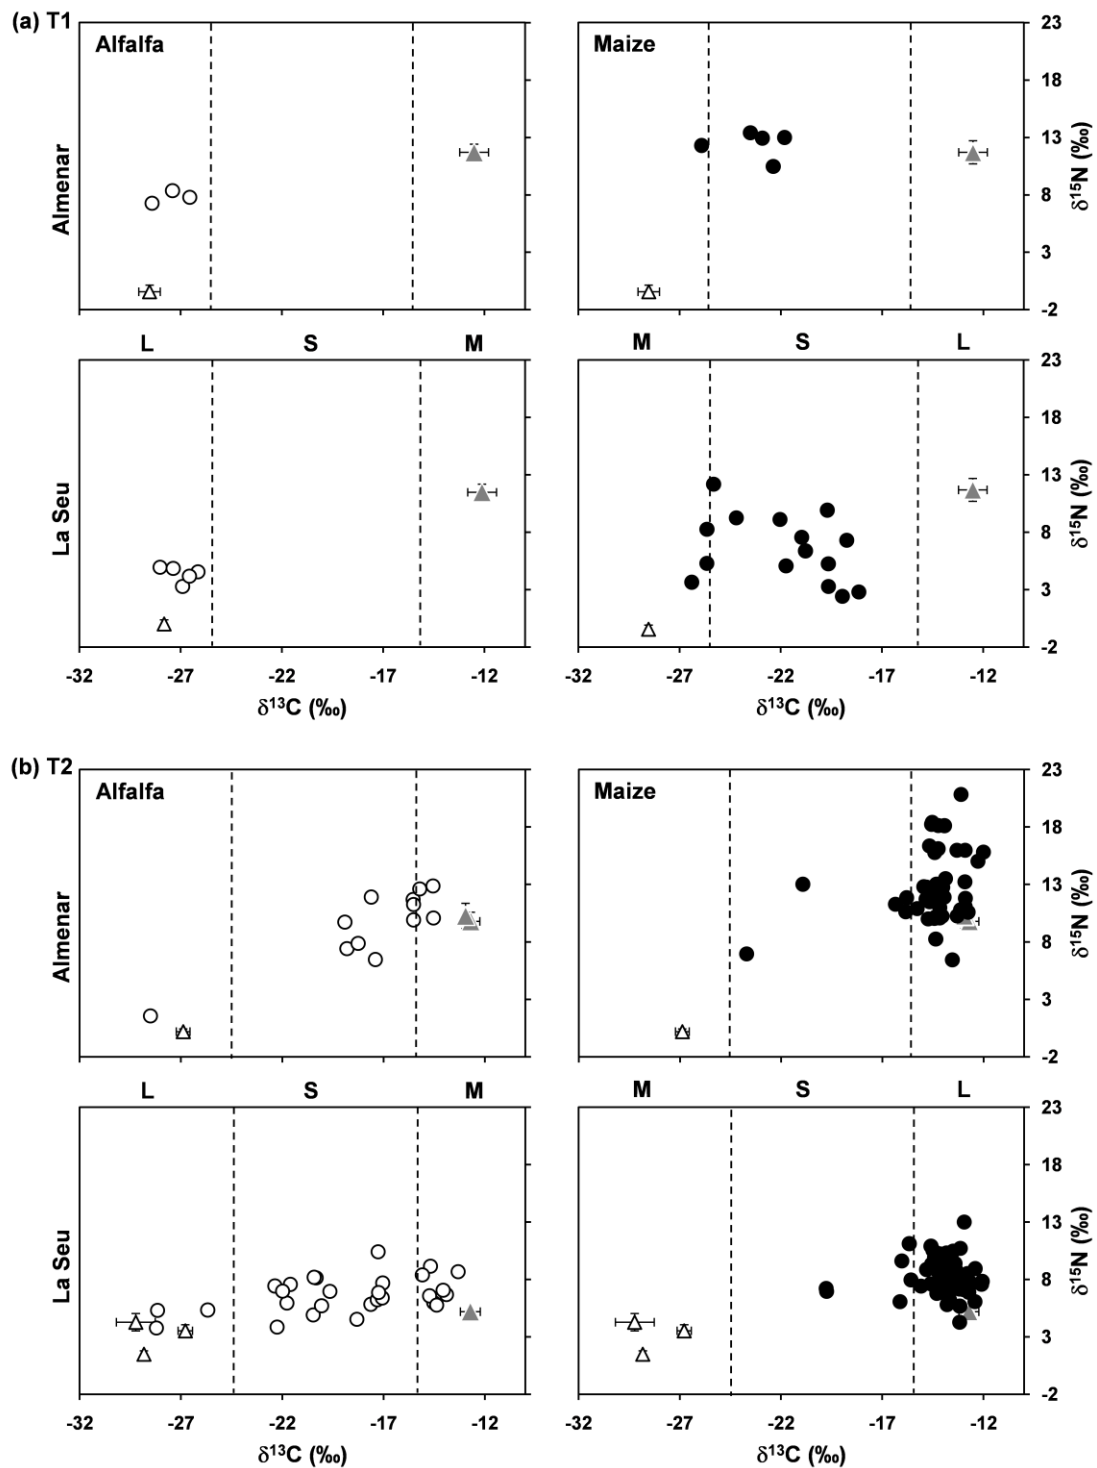 (a) T1
Alfalfa
Maize
23
18
13
8
3
-2
Almenar
δ15N (‰)
L S M
M S L
23
18
13
8
3
-2
La Seu
δ15N (‰)
-32 -27 -22 -17 -12
-32 -27 -22 -17 -12
δ13C (‰)
δ13C (‰)
(b) T2
Alfalfa
Maize
23
18
13
8
3
-2
Almenar
δ15N (‰)
L S M
M S L
23
18
13
8
3
-2
La Seu
δ15N (‰)
-32 -27 -22 -17 -12
-32 -27 -22 -17 -12
δ13C (‰)
δ13C (‰)